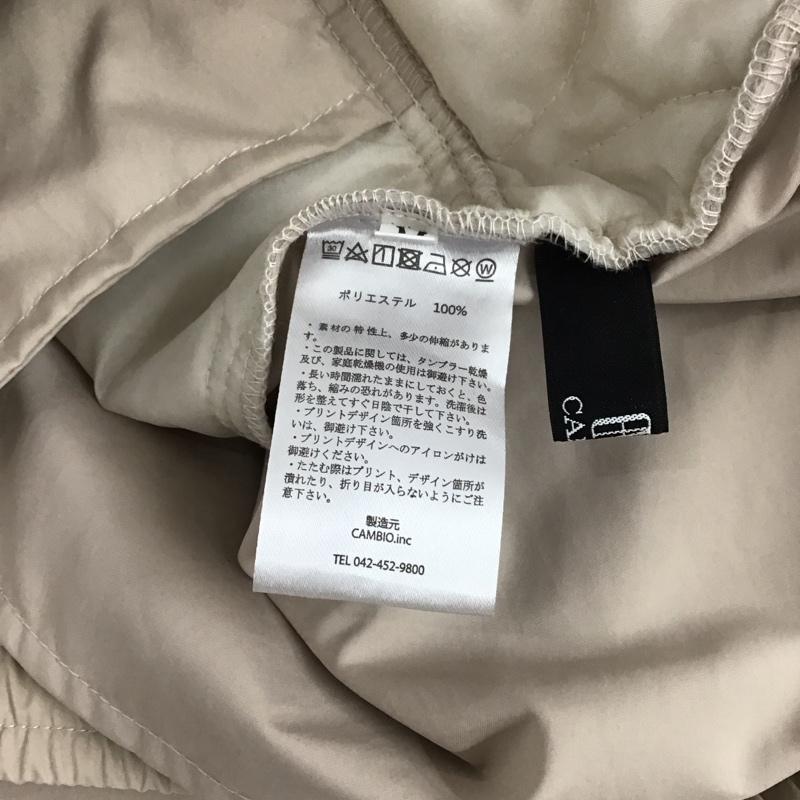 ポリエステル 100%
・素材の特性上、多少の伸縮がありま
す。
・この製品に関しては、タンブラー乾燥
及び、家庭乾燥機の使用は御避け下さい。
・長い時間濡れたままにしておくと、色
落ち、縮みの恐れがあります。洗濯後は
形を整えてすぐ日陰で干して下さい。
・プリントデザイン箇所を強くこすり洗
いは、御避け下さい。
・プリントデザインへのアイロンがけは
御避けください。
・たたむ際はプリント、デザイン箇所が
潰れたり、折り目が入らないようにご注
意下さい。
製造元
CAMBIO.inc
TEL 042-452-9800